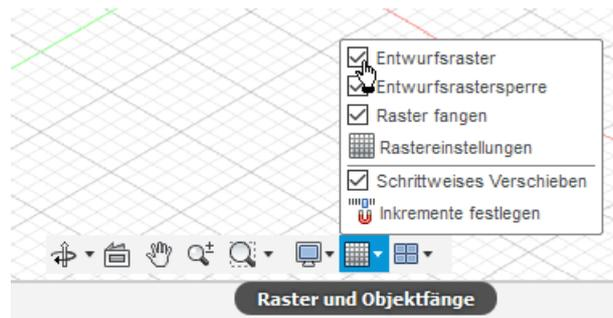 Entwurfsraster
Entwurfsrastersperre
Raster fangen
Rastereinstellungen
Schrittweises Verschieben
Inkremente festlegen
Raster und Objektfänge